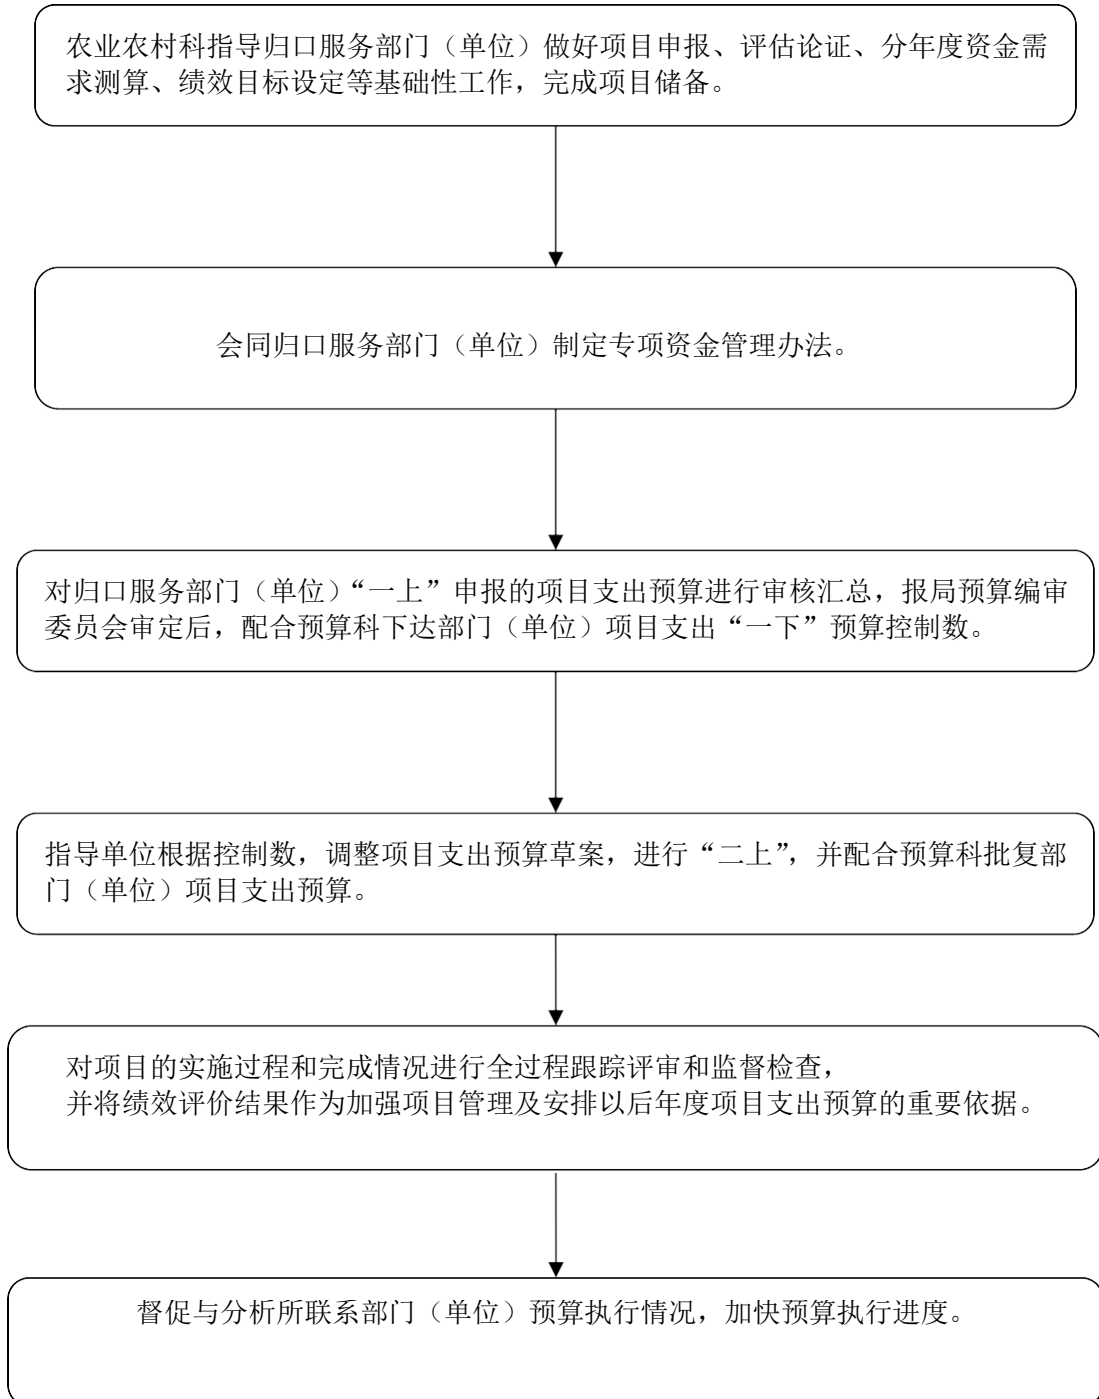 农业农村科指导归口服务部门（单位）做好项目申报、评估论证、分年度资金需
求测算、绩效目标设定等基础性工作，完成项目储备。
会同归口服务部门（单位）制定专项资金管理办法。
对归口服务部门（单位）“一上”申报的项目支出预算进行审核汇总，报局预算编审
委员会审定后，配合预算科下达部门（单位）项目支出“一下”预算控制数。
指导单位根据控制数，调整项目支出预算草案，进行“二上”，并配合预算科批复部
门（单位）项目支出预算。
对项目的实施过程和完成情况进行全过程跟踪评审和监督检查，
并将绩效评价结果作为加强项目管理及安排以后年度项目支出预算的重要依据。
督促与分析所联系部门（单位）预算执行情况，加快预算执行进度。